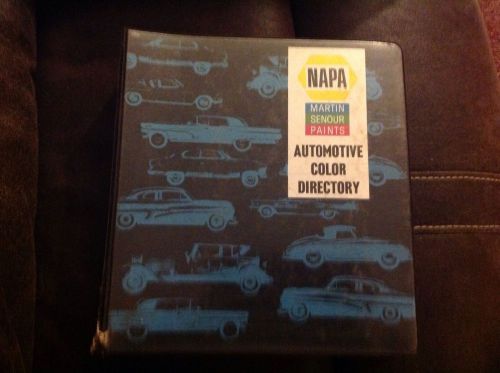 NAPA
MARTIN
SENOUR
PAINTS
AUTOMOTIVE
COLOR
DIRECTORY